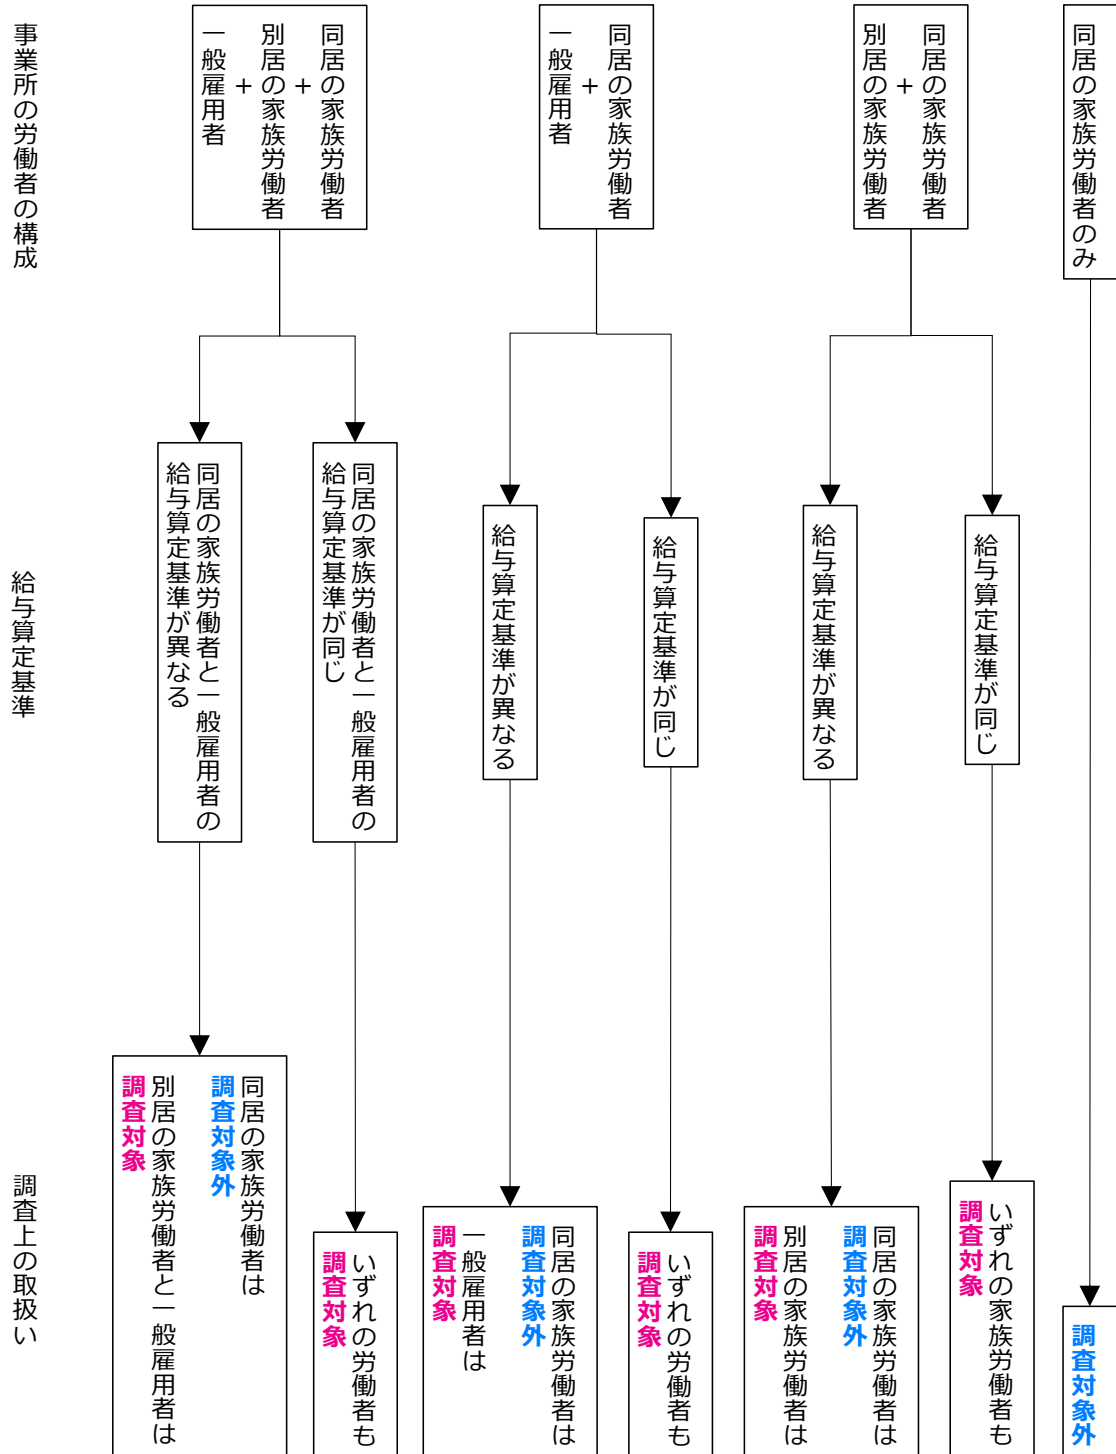 事業所の労働者の構成
給与算定基準
調査上の取扱い
同居の家族労働者のみ
調査対象外
同居の家族労働者
+
別居の家族労働者
給与算定基準が同じ
いずれの家族労働者も
調査対象
給与算定基準が異なる
同居の家族労働者は
調査対象外
別居の家族労働者は
調査対象
同居の家族労働者
+
一般雇用者
給与算定基準が同じ
いずれの労働者も
調査対象
給与算定基準が異なる
同居の家族労働者は
調査対象外
一般雇用者は
調査対象
同居の家族労働者
+
別居の家族労働者
+
一般雇用者
同居の家族労働者と一般雇用者の
給与算定基準が同じ
いずれの労働者も
調査対象
同居の家族労働者と一般雇用者の
給与算定基準が異なる
同居の家族労働者は
調査対象外
別居の家族労働者と一般雇用者は
調査対象